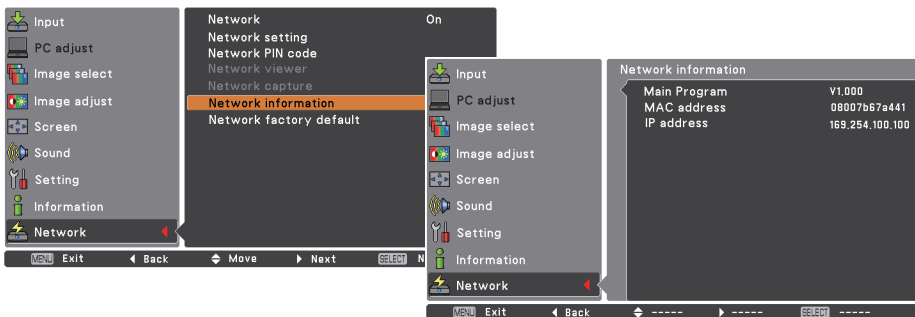 Input
PC adjust
Image select
Image adjust
Screen
Sound
Setting
Information
Network
Network On
Network setting
Network PIN code
Network viewer
Network capture
Network information
Network factory default
MENU Exit Back Move Next SELECT N
Input
PC adjust
Image select
Image adjust
Screen
Sound
Setting
Information
Network
Network information
Main Program V1.000
MAC address 08007b67a441
IP address 169.254.100.100
MENU Exit Back ----- ----- SELECT -----